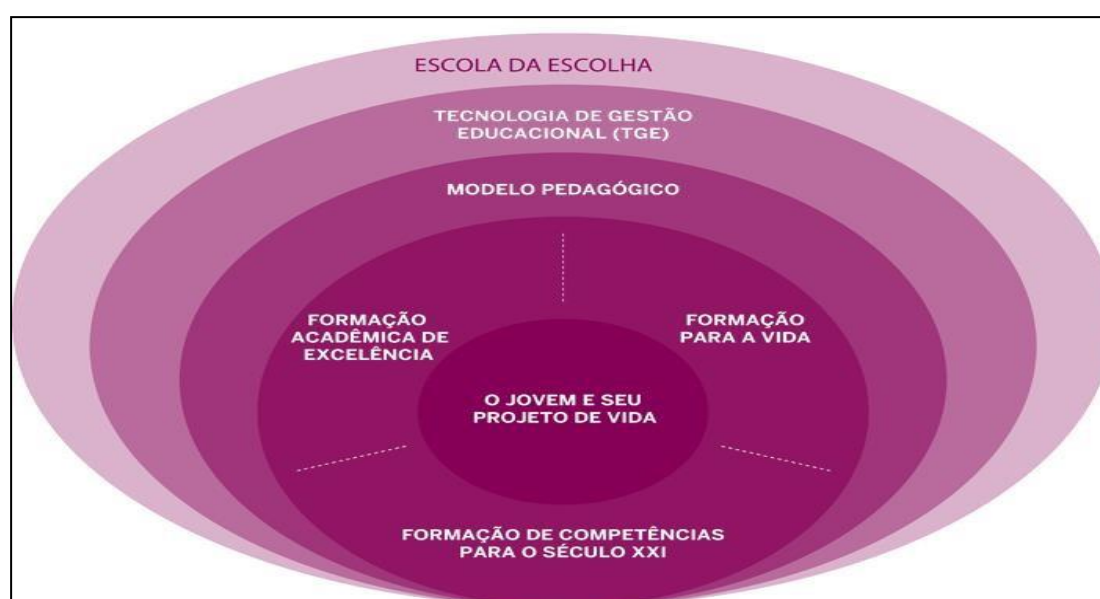 ESCOLA DA ESCOLHA
TECNOLOGIA DE GESTÃO
EDUCACIONAL (TGE)
MODELO PEDAGÓGICO
FORMAÇÃO
ACADÊMICA DE
EXCELÊNCIA
FORMAÇÃO
PARA A VIDA
O JOVEM E SEU
PROJETO DE VIDA
FORMAÇÃO DE COMPETÊNCIAS
PARA O SÉCULO XXI